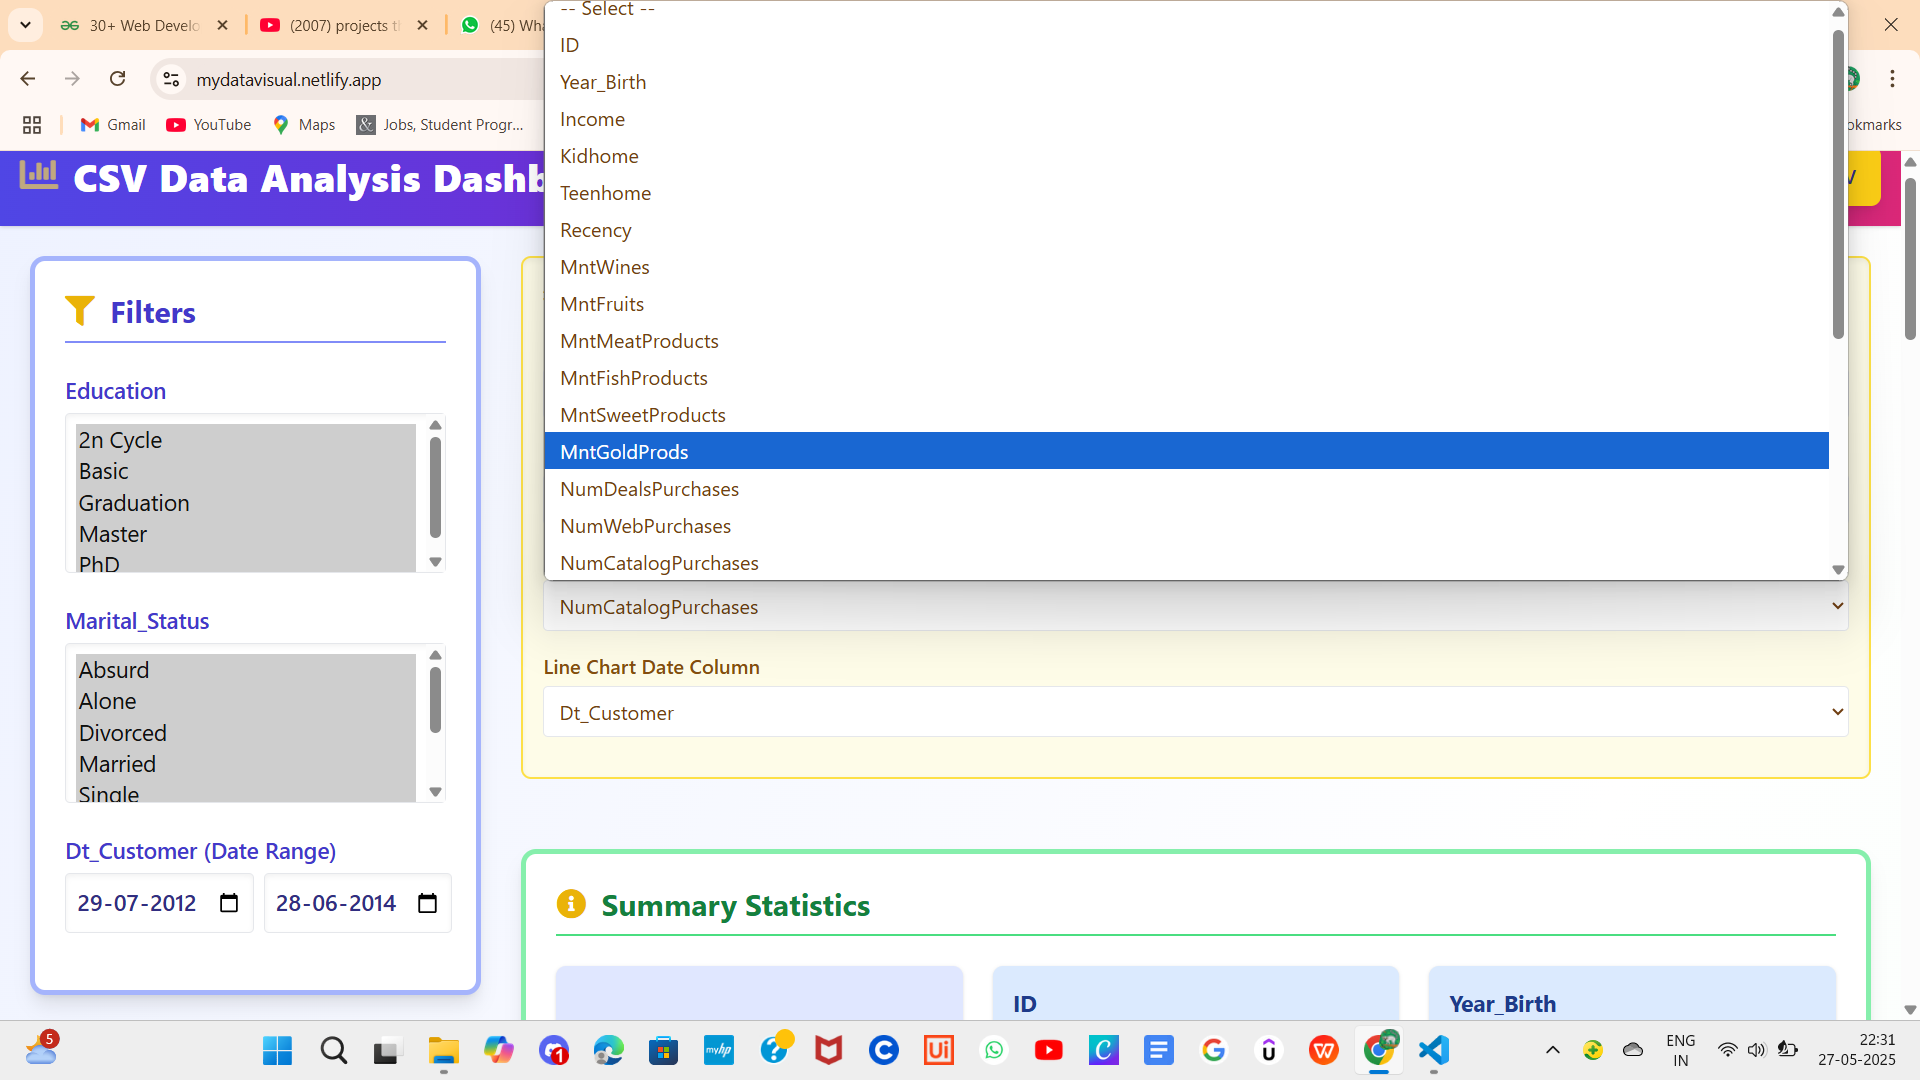 30+ Web Develo
(2007) projects t
(45) Wha
mydatavisual.netlify.app
Gmail
YouTube
Maps
Jobs, Student Progr...
okmarks
CSV Data Analysis Dashb
V
-- Select --
ID
Year_Birth
Income
Kidhome
Teenhome
Recency
MntWines
MntFruits
MntMeatProducts
MntFishProducts
MntSweetProducts
MntGoldProds
NumDealsPurchases
NumWebPurchases
NumCatalogPurchases
Filters
Education
2n Cycle
Basic
Graduation
Master
PhD
Marital_Status
Absurd
Alone
Divorced
Married
Single
Dt_Customer (Date Range)
29-07-2012
28-06-2014
NumCatalogPurchases
Line Chart Date Column
Dt_Customer
Summary Statistics
ID
Year_Birth
5
myhp
1
Ui
ENG
IN
22:31
27-05-2025